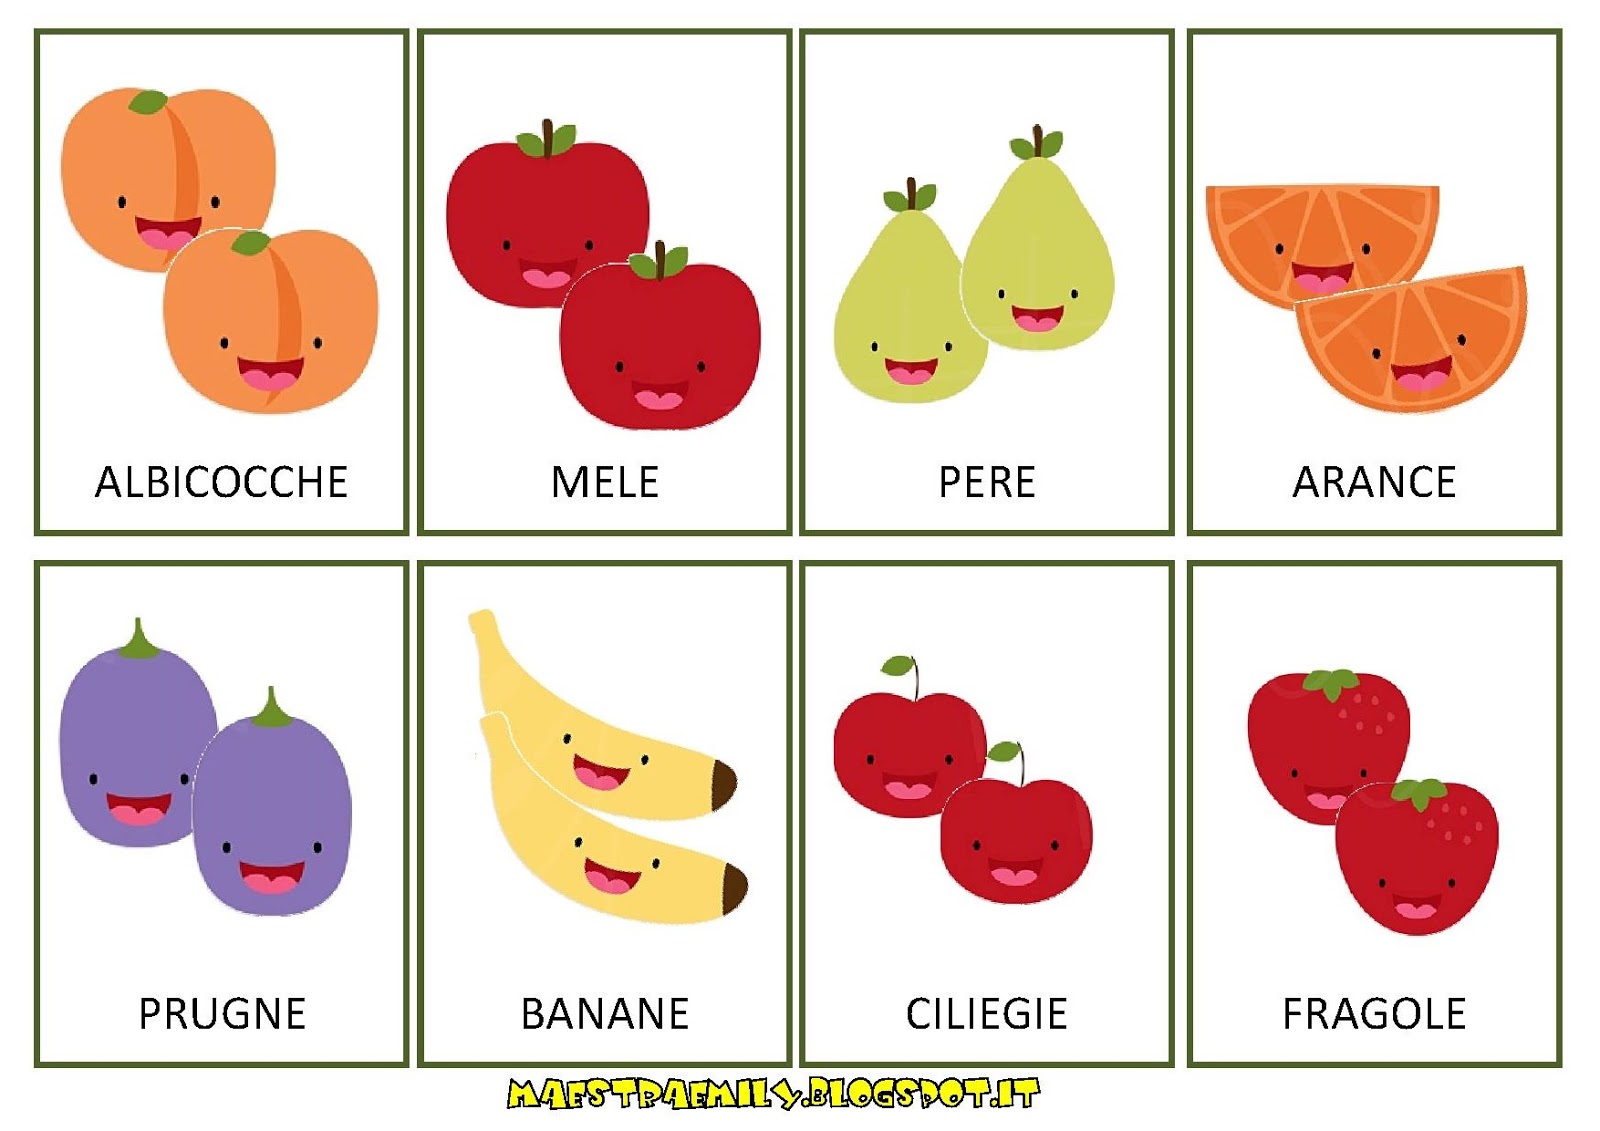 ALBICOCCHE
MELE
PERE
ARANCE
PRUGNE
BANANE
CILIEGIE
FRAGOLE
MAESTRAEMILY.BLOGSPOT.IT